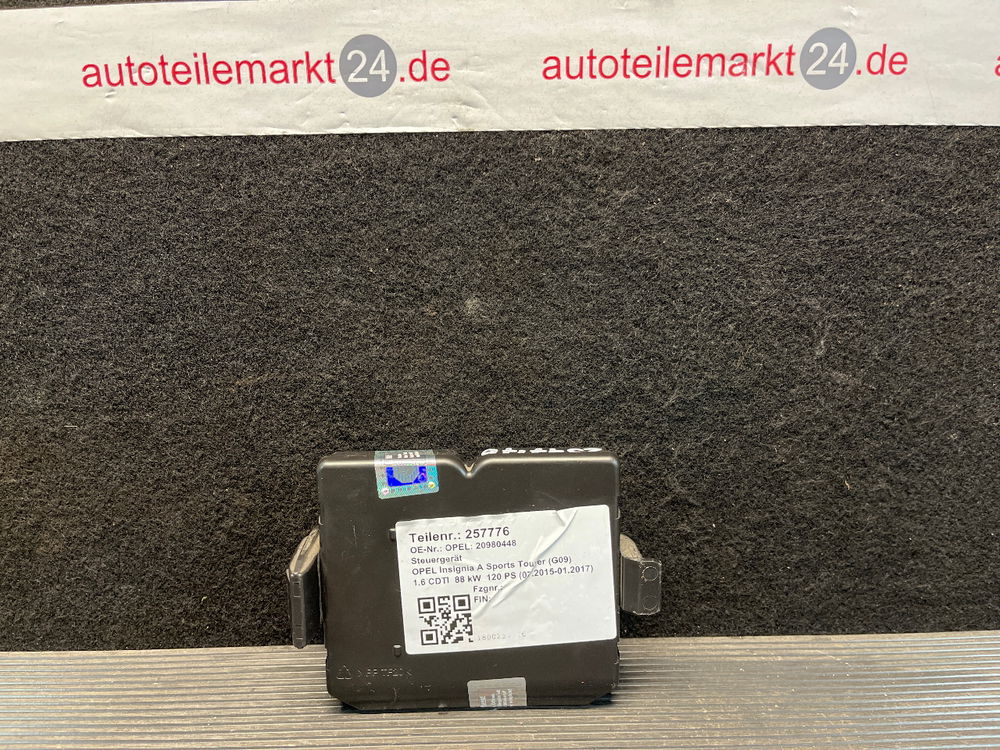 autoteilemarkt24.de autoteilemarkt24.de
Teilenr.: 257776
OE-Nr.: OPEL: 20980448
Steuergerät
OPEL Insignia A Sports Tourer (G09)
1.6 CDTI 88 kW 120 PS (07.2015-01.2017)
Fzgnr.:
FIN: